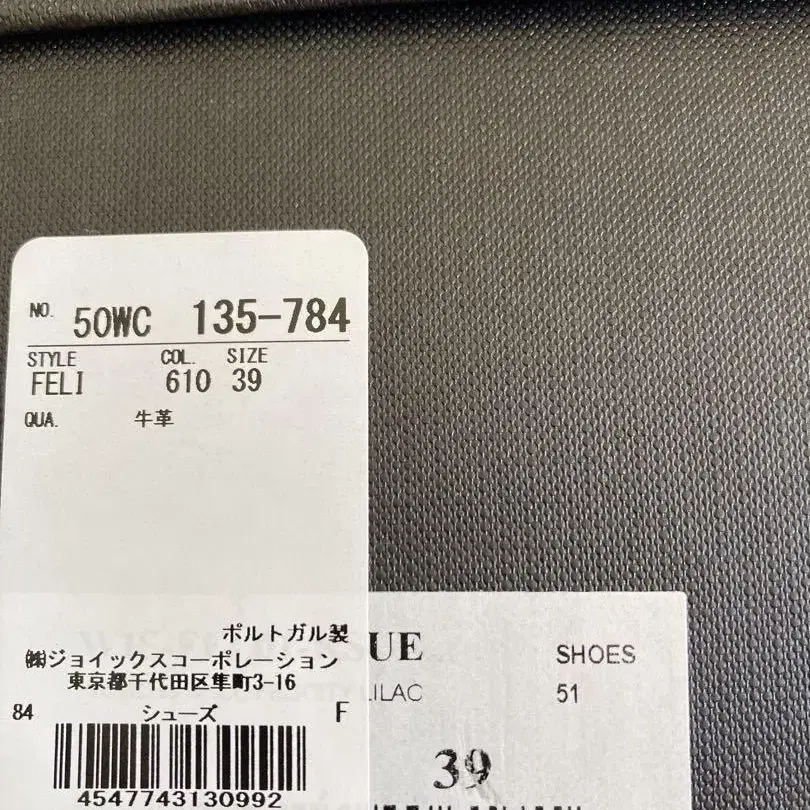 NO. 50WC 135-784
STYLE COL. SIZE
FELI 610 39
QUA. 牛革
ポルトガル製
㈱ジョイックスコーポレーション
東京都千代田区隼町3-16
84 シューズ F
4547743130992
UE SHOES
LILAC 51
39